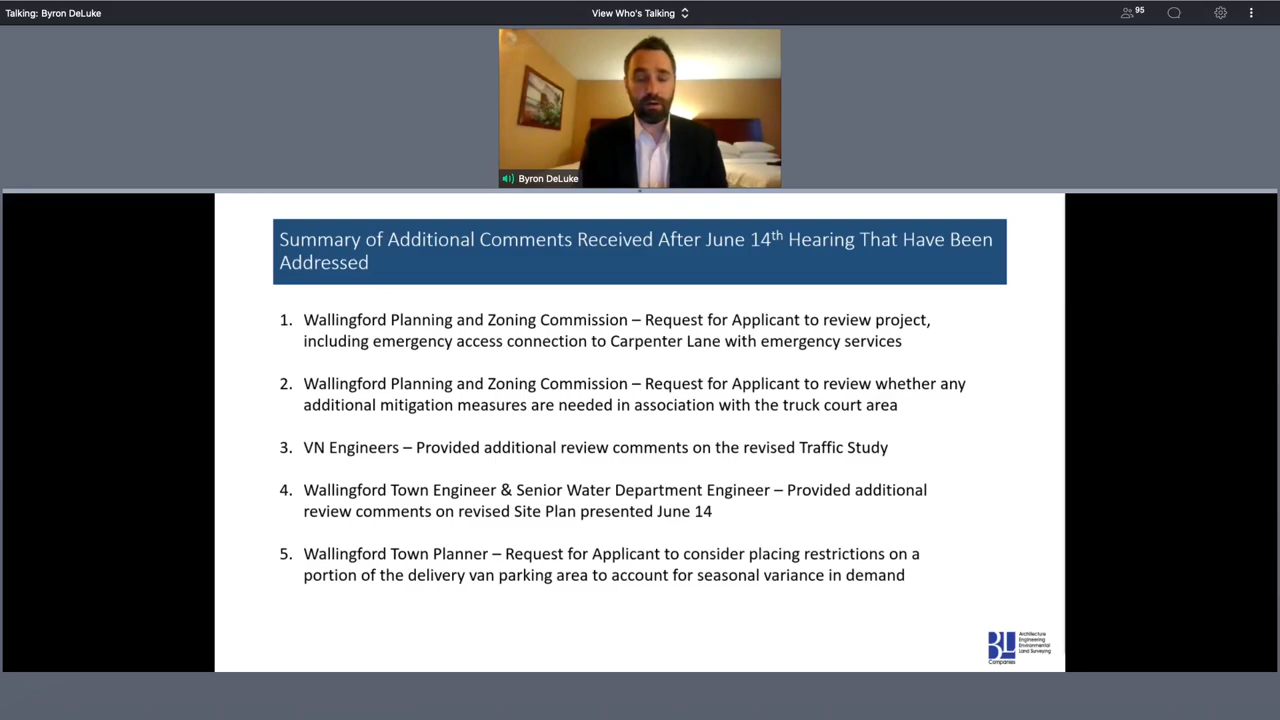 Talking: Byron DeLuke
View Who's Talking
95
Byron DeLuke
Summary of Additional Comments Received After June 14th Hearing That Have Been
Addressed
1. Wallingford Planning and Zoning Commission – Request for Applicant to review project,
including emergency access connection to Carpenter Lane with emergency services
2. Wallingford Planning and Zoning Commission – Request for Applicant to review whether any
additional mitigation measures are needed in association with the truck court area
3. VN Engineers – Provided additional review comments on the revised Traffic Study
4. Wallingford Town Engineer & Senior Water Department Engineer – Provided additional
review comments on revised Site Plan presented June 14
5. Wallingford Town Planner – Request for Applicant to consider placing restrictions on a
portion of the delivery van parking area to account for seasonal variance in demand
BL
Companies
Architecture
Engineering
Environmental
Land Surveying